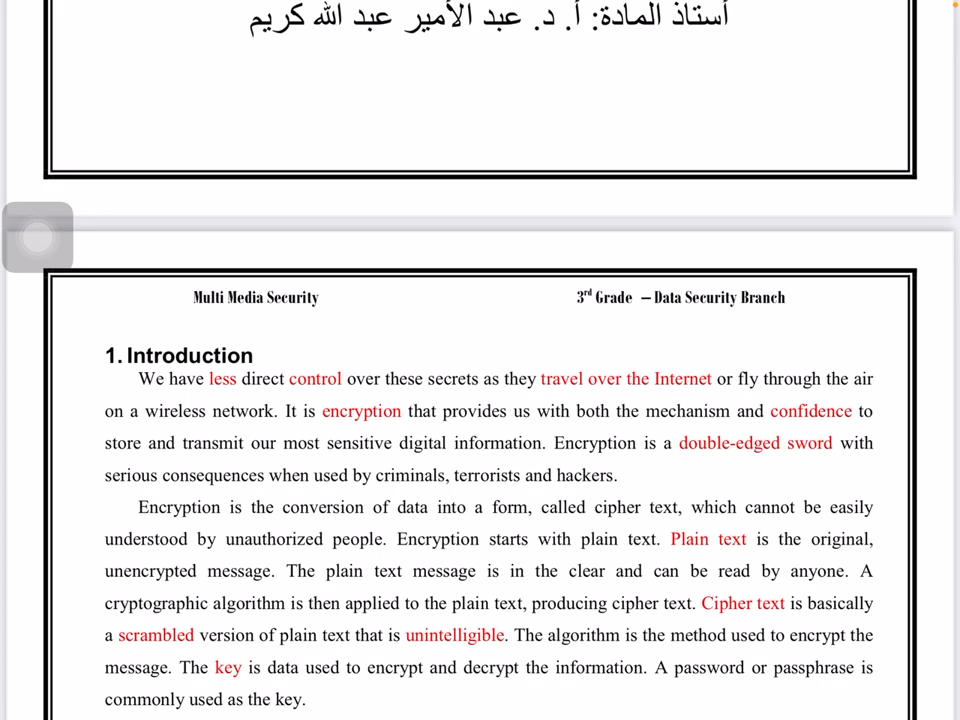 أستاذ المادة: أ. د. عبد الأمير عبد الله كريم
Multi Media Security 3rd Grade – Data Security Branch
1. Introduction
We have less direct control over these secrets as they travel over the Internet or fly through the air
on a wireless network. It is encryption that provides us with both the mechanism and confidence to
store and transmit our most sensitive digital information. Encryption is a double-edged sword with
serious consequences when used by criminals, terrorists and hackers.
Encryption is the conversion of data into a form, called cipher text, which cannot be easily
understood by unauthorized people. Encryption starts with plain text. Plain text is the original,
unencrypted message. The plain text message is in the clear and can be read by anyone. A
cryptographic algorithm is then applied to the plain text, producing cipher text. Cipher text is basically
a scrambled version of plain text that is unintelligible. The algorithm is the method used to encrypt the
message. The key is data used to encrypt and decrypt the information. A password or passphrase is
commonly used as the key.